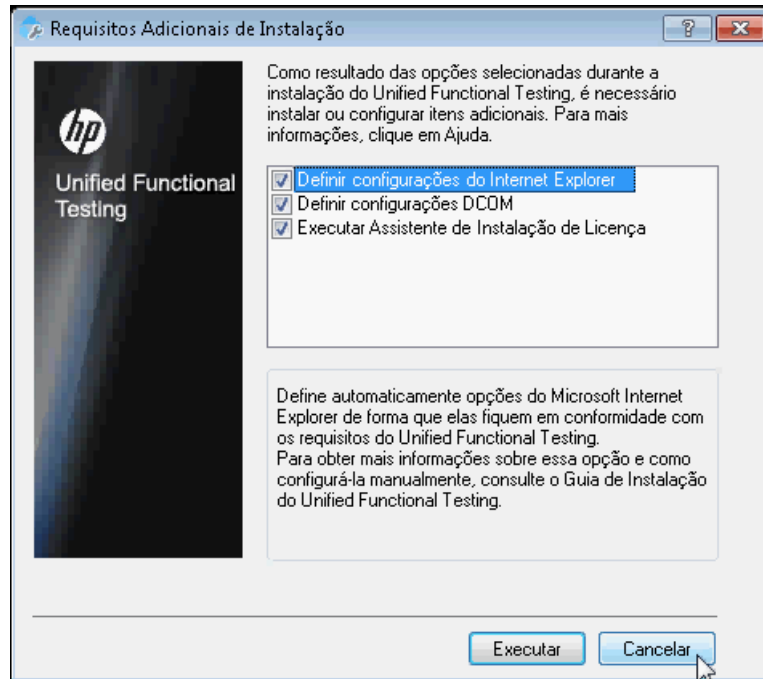 Requisitos Adicionais de Instalação
hp
Unified Functional
Testing
Como resultado das opções selecionadas durante a
instalação do Unified Functional Testing, é necessário
instalar ou configurar itens adicionais. Para mais
informações, clique em Ajuda.
Definir configurações do Internet Explorer
Definir configurações DCOM
Executar Assistente de Instalação de Licença
Define automaticamente opções do Microsoft Internet
Explorer de forma que elas fiquem em conformidade com
os requisitos do Unified Functional Testing.
Para obter mais informações sobre essa opção e como
configurá-la manualmente, consulte o Guia de Instalação
do Unified Functional Testing.
Executar
Cancelar